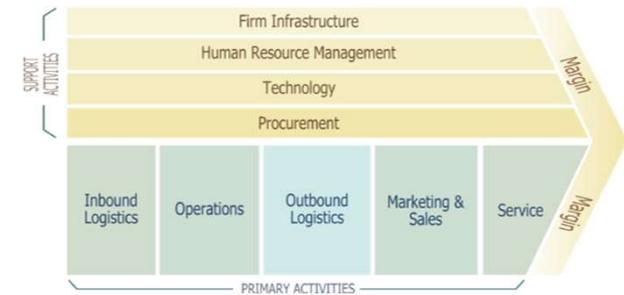 Firm Infrastructure
Human Resource Management
Technology
Procurement
SUPPORT
ACTIVITIES
Margin
Inbound
Logistics
Operations
Outbound
Logistics
Marketing &
Sales
Service
Margin
PRIMARY ACTIVITIES